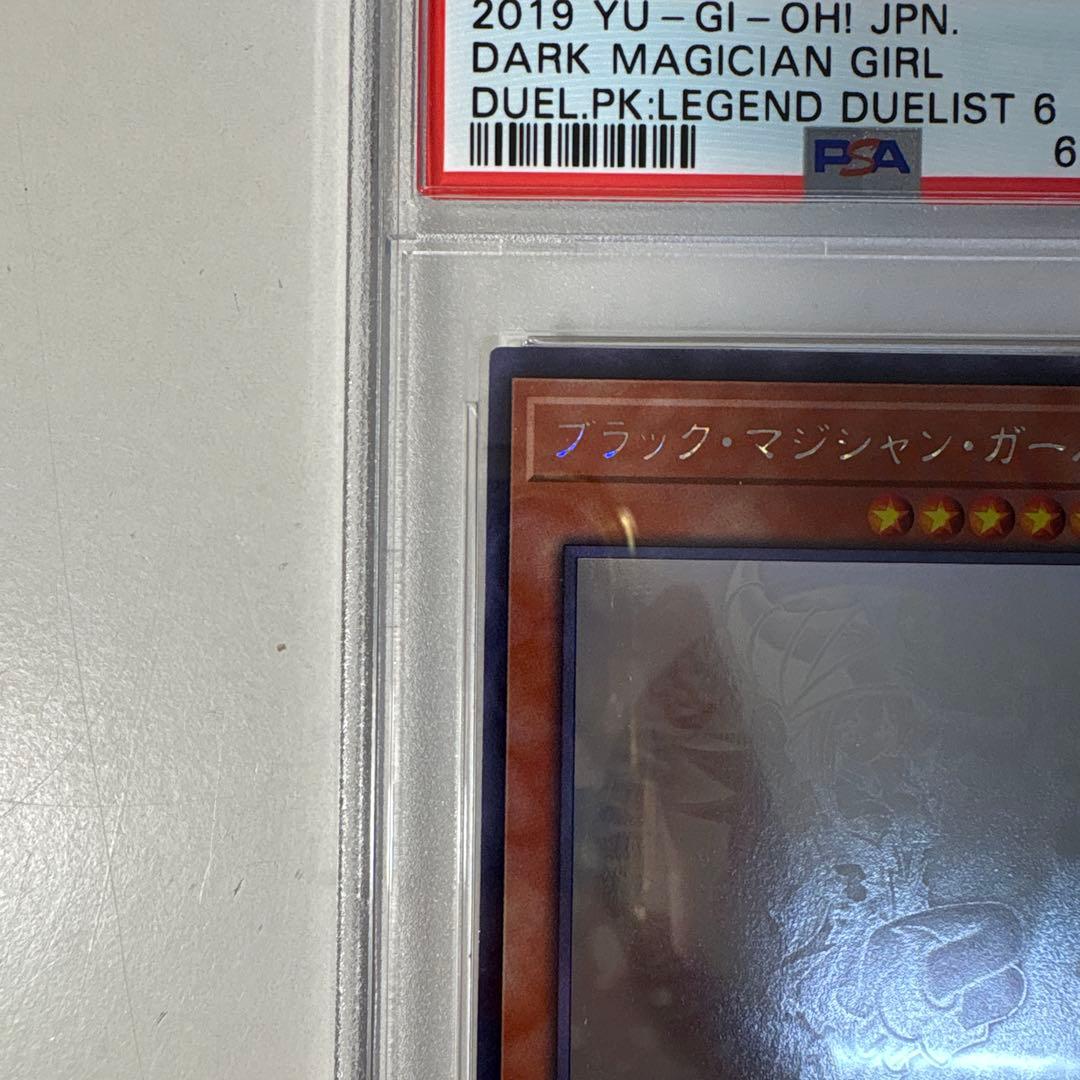 2019 YU-GI-OH! JPN.
DARK MAGICIAN GIRL
DUEL.PK:LEGEND DUELIST 6
PSA
6
ブラック・マジシャン・ガー